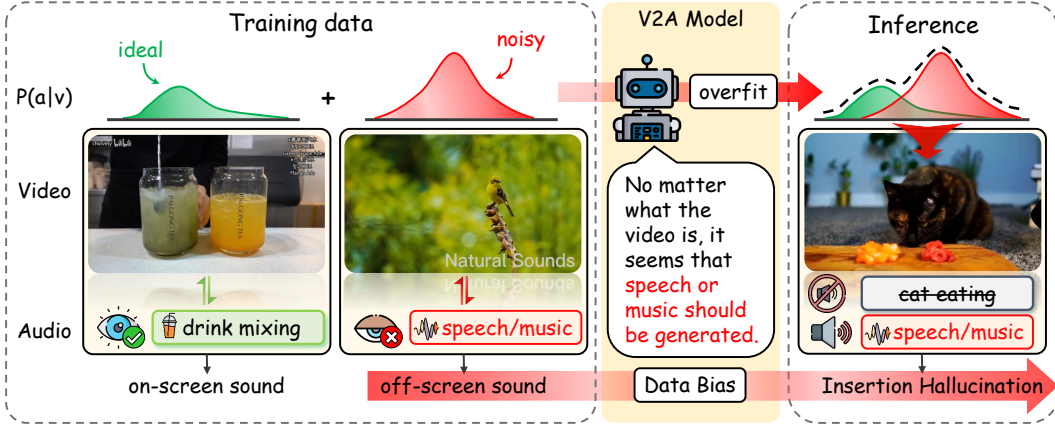 Training data
V2A Model
Inference
ideal
noisy
P(a|v)
+
overfit
Video
Natural Sounds
PALGONGTEA
PALGONGTEA
No matter
what the
video is, it
seems that
speech or
music should
be generated.
Audio
drink mixing
speech/music
cat eating
speech/music
on-screen sound
off-screen sound
Data Bias
Insertion Hallucination